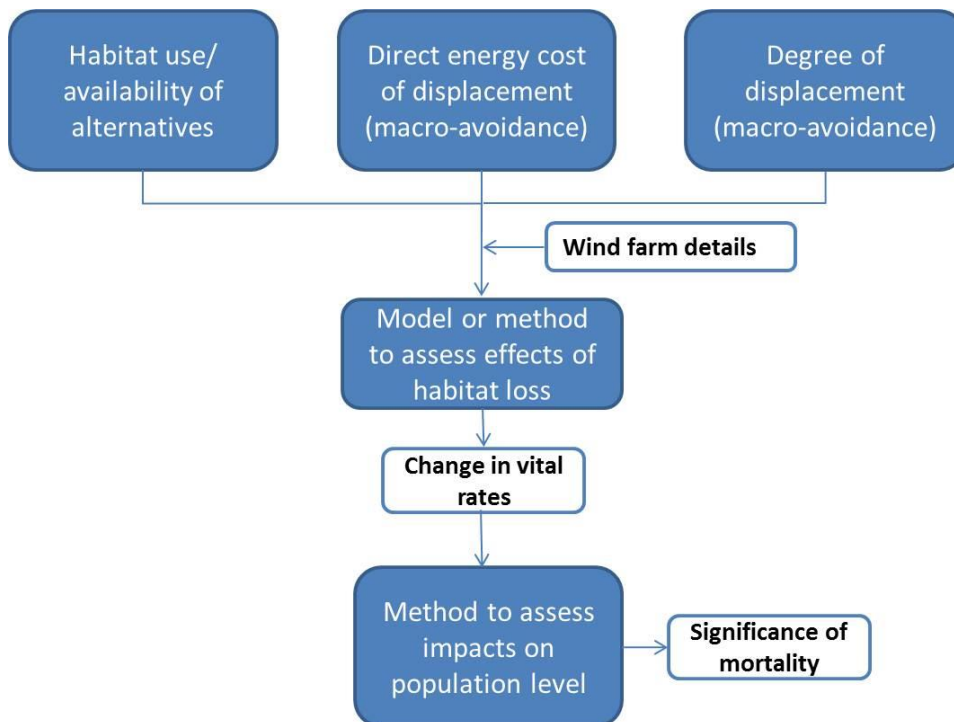 Habitat use/
availability of
alternatives
Direct energy cost
of displacement
(macro-avoidance)
Degree of
displacement
(macro-avoidance)
Wind farm details
Model or method
to assess effects of
habitat loss
Change in vital
rates
Method to assess
impacts on
population level
Significance of
mortality